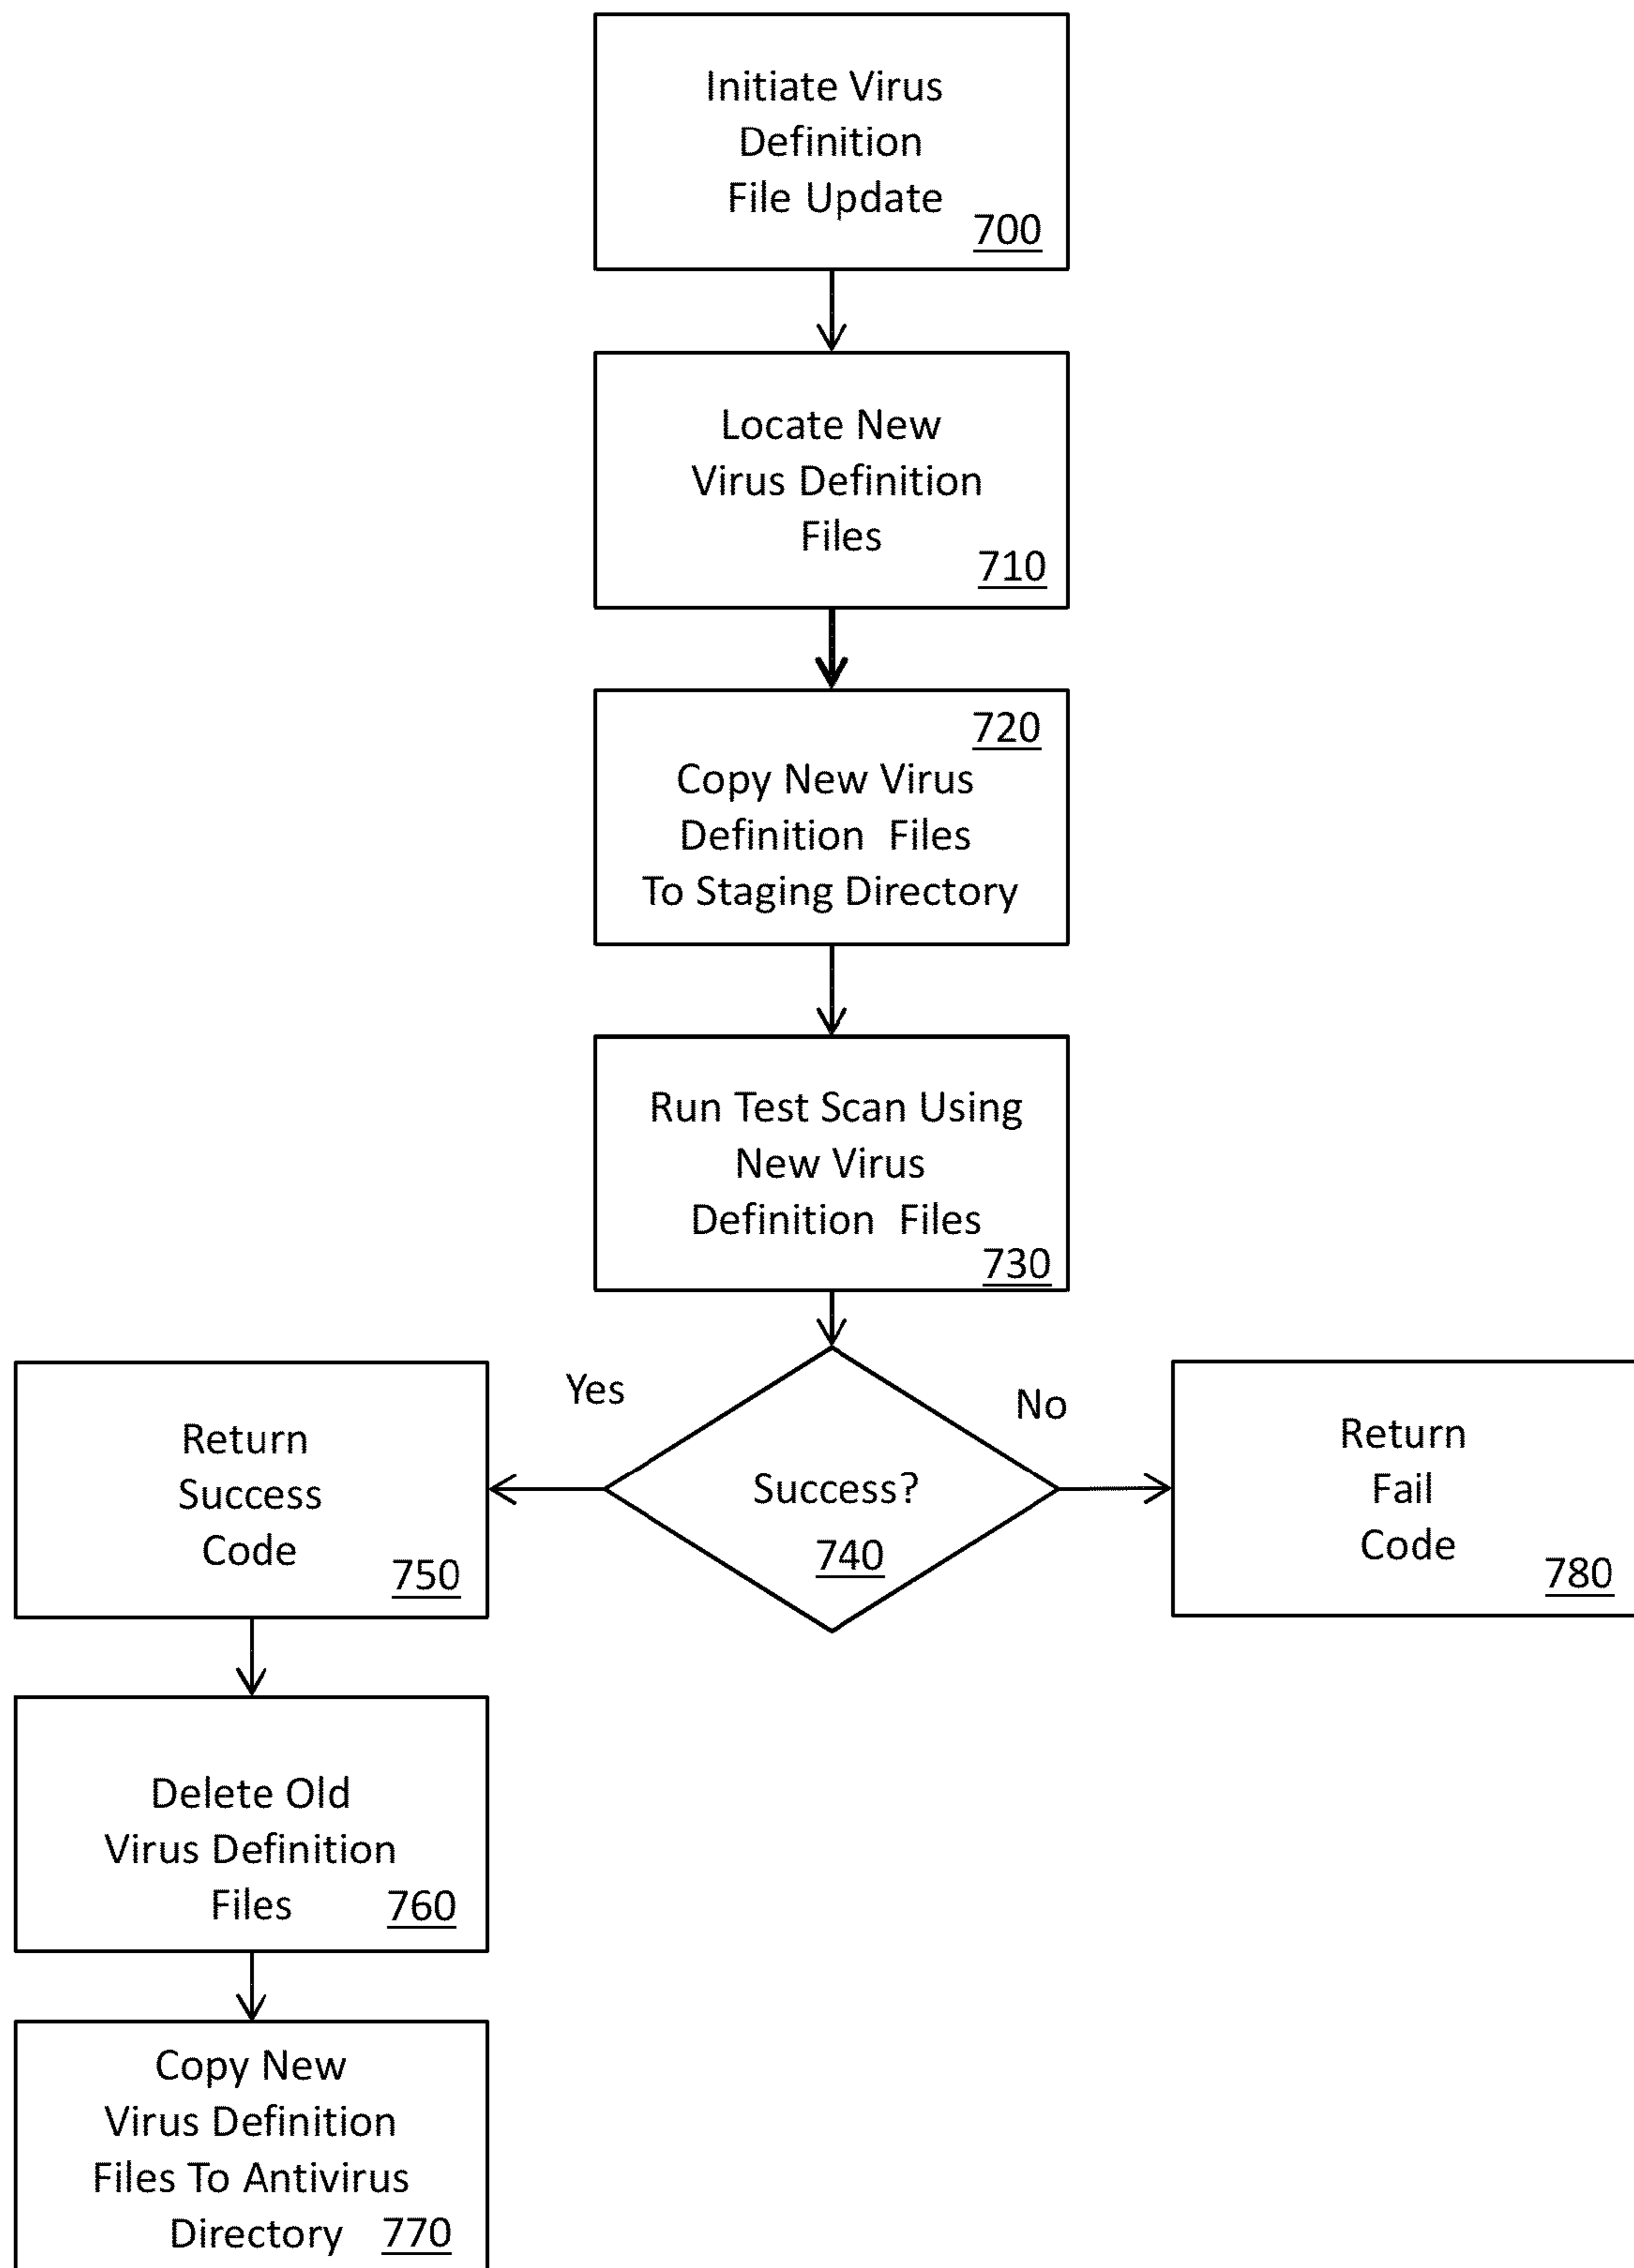 Initiate Virus
Definition
File Update
700
Locate New
Virus Definition
Files
710
720
Copy New Virus
Definition Files
To Staging Directory
Run Test Scan Using
New Virus
Definition Files
730
Yes
No
Success?
740
Return
Success
Code
750
Return
Fail
Code
780
Delete Old
Virus Definition
Files 760
Copy New
Virus Definition
Files To Antivirus
Directory 770